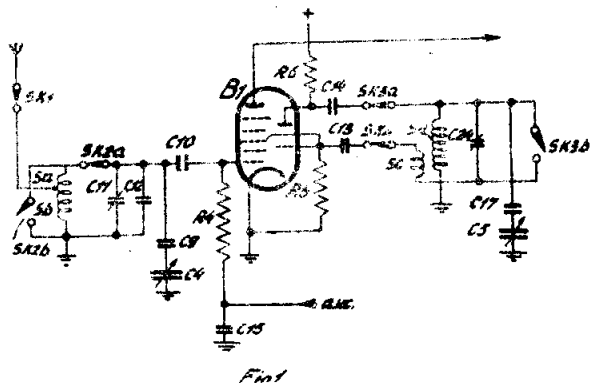 +
R6
B1
C14
SK3a
SK1
C10
C13
SK2a
Sa
Sc
SK3b
C11
Sb
R4
R5
C17
SK2b
C9
C5
C4
a.v.c.
C15
Fig1